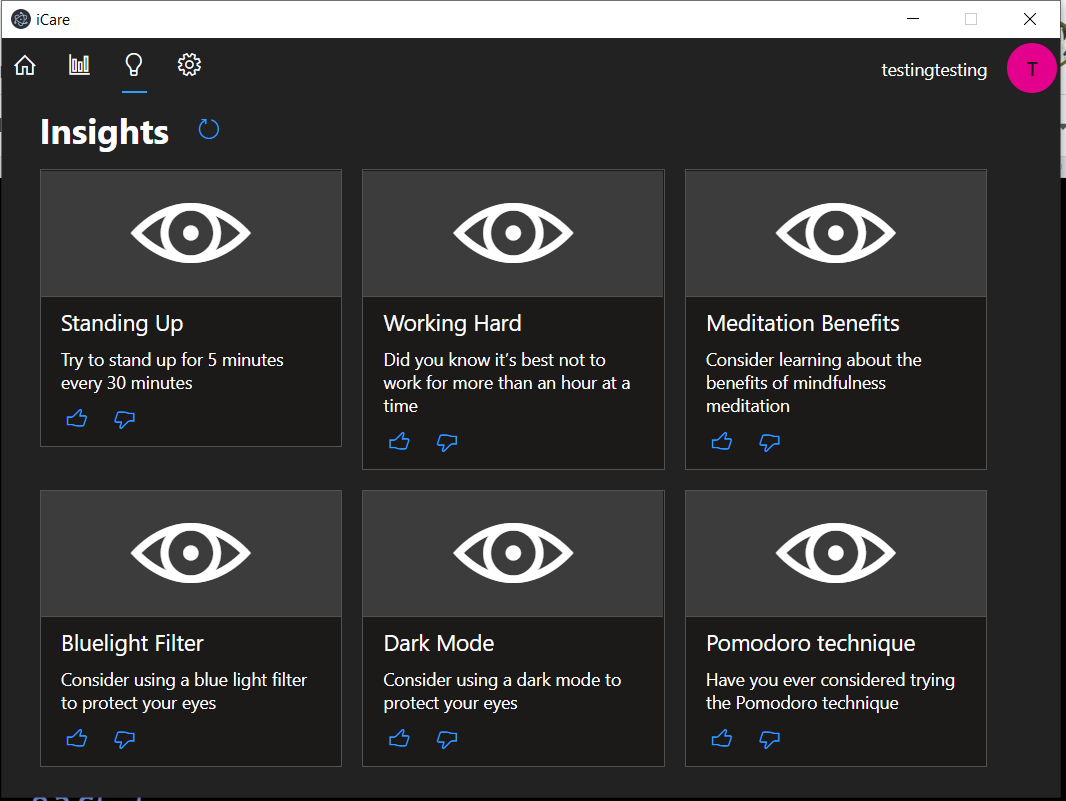 iCare
testingtesting
T
Insights
Standing Up
Try to stand up for 5 minutes
every 30 minutes
Working Hard
Did you know it’s best not to
work for more than an hour at a
time
Meditation Benefits
Consider learning about the
benefits of mindfulness
meditation
Bluelight Filter
Consider using a blue light filter
to protect your eyes
Dark Mode
Consider using a dark mode to
protect your eyes
Pomodoro technique
Have you ever considered trying
the Pomodoro technique